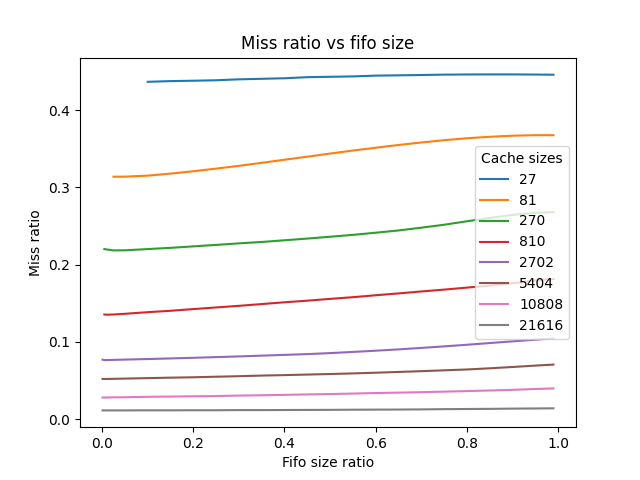 Miss ratio vs fifo size
Miss ratio
0.4
0.3
0.2
0.1
0.0
Cache sizes
27
81
270
810
2702
5404
10808
21616
0.0 0.2 0.4 0.6 0.8 1.0
Fifo size ratio